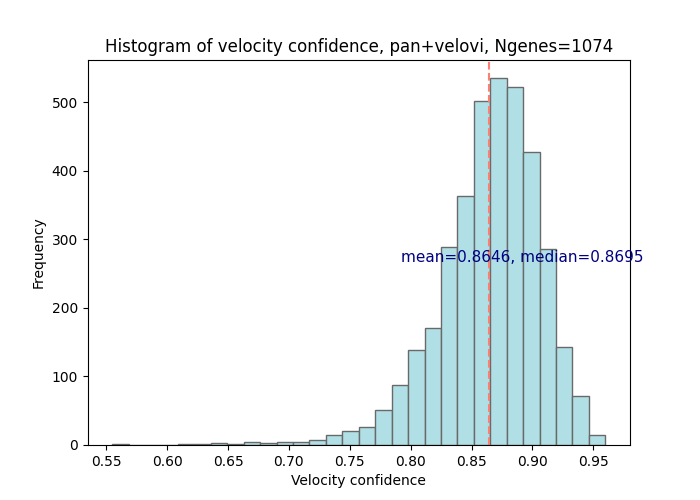 Histogram of velocity confidence, pan+velovi, Ngenes=1074
500
400
300
200
100
0
Frequency
mean=0.8646, median=0.8695
0.55 0.60 0.65 0.70 0.75 0.80 0.85 0.90 0.95
Velocity confidence